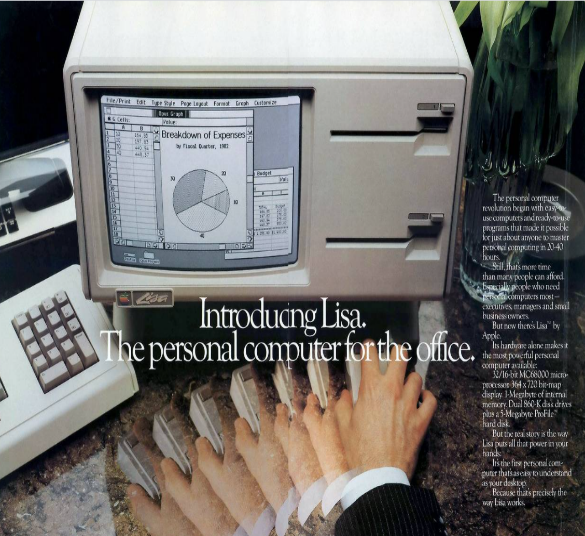 File/Print Edit Type Style Page Layout Format Graph Customize
Breakdown of Expenses
by Fiscal Quarter, 1982
Budget
Lisa
Introducing Lisa.
The personal computer for the office.
The personal computer
revolution began with easy-to-
use computers and ready-to-use
programs that made it possible
for just about anyone to master
personal computing in 20-40
hours.
Still, that's more time
than many people can afford.
Especially people who need
personal computers most—
executives, managers and small
business owners.
But now there's Lisa™ by
Apple.
Its hardware alone makes it
the most powerful personal
computer available:
32/16-bit MC68000 micro-
processor. 364 x 720 bit-map
display. 1-Megabyte of internal
memory. Dual 860-K disk drives
plus a 5-Megabyte ProFile™
hard disk.
But the real story is the way
Lisa puts all that power in your
hands:
It's the first personal com-
puter that's as easy to understand
as your desktop.
Because that's precisely the
way Lisa works.